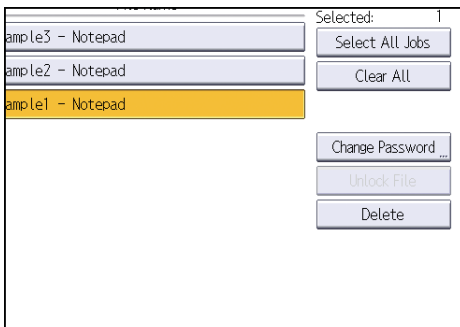 Selected: 1
ample3 - Notepad
Select All Jobs
ample2 - Notepad
Clear All
ample1 - Notepad
Change Password
Unlock File
Delete